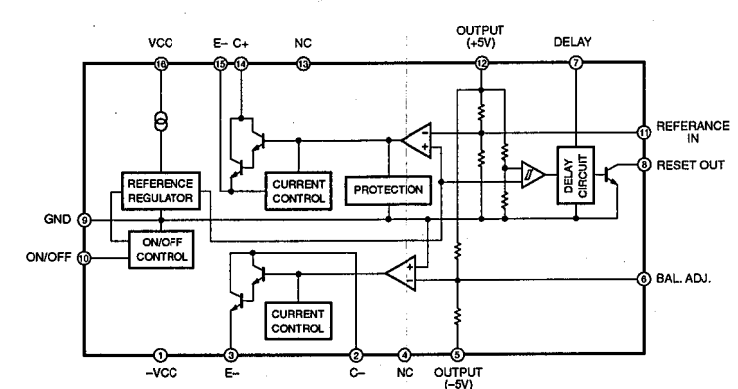 OUTPUT
(+5V)
VCC
E–
C+
NC
DELAY
16
15
14
13
12
7
11
REFERANCE
IN
8
RESET OUT
REFERENCE
REGULATOR
CURRENT
CONTROL
PROTECTION
DELAY
CIRCUIT
GND
9
ON/OFF
10
ON/OFF
CONTROL
6
BAL. ADJ.
CURRENT
CONTROL
1
3
2
4
5
–VCC
E–
C–
NC
OUTPUT
(–5V)